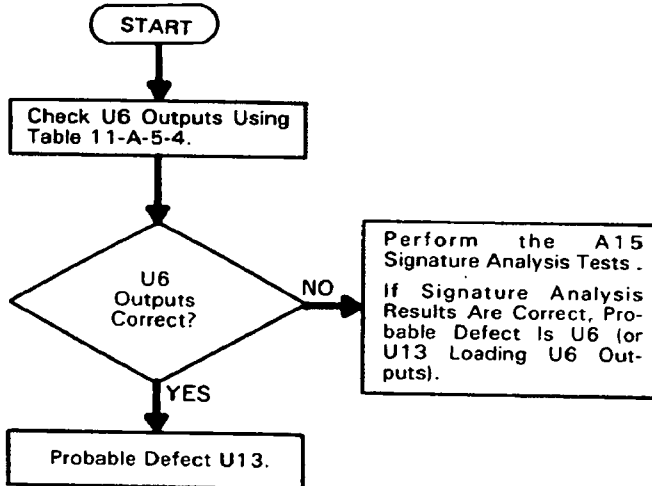 START
Check U6 Outputs Using
Table 11-A-5-4.
U6
Outputs
Correct?
NO
Perform the A15
Signature Analysis Tests.
If Signature Analysis
Results Are Correct, Pro-
bable Defect Is U6 (or
U13 Loading U6 Out-
puts).
YES
Probable Defect U13.